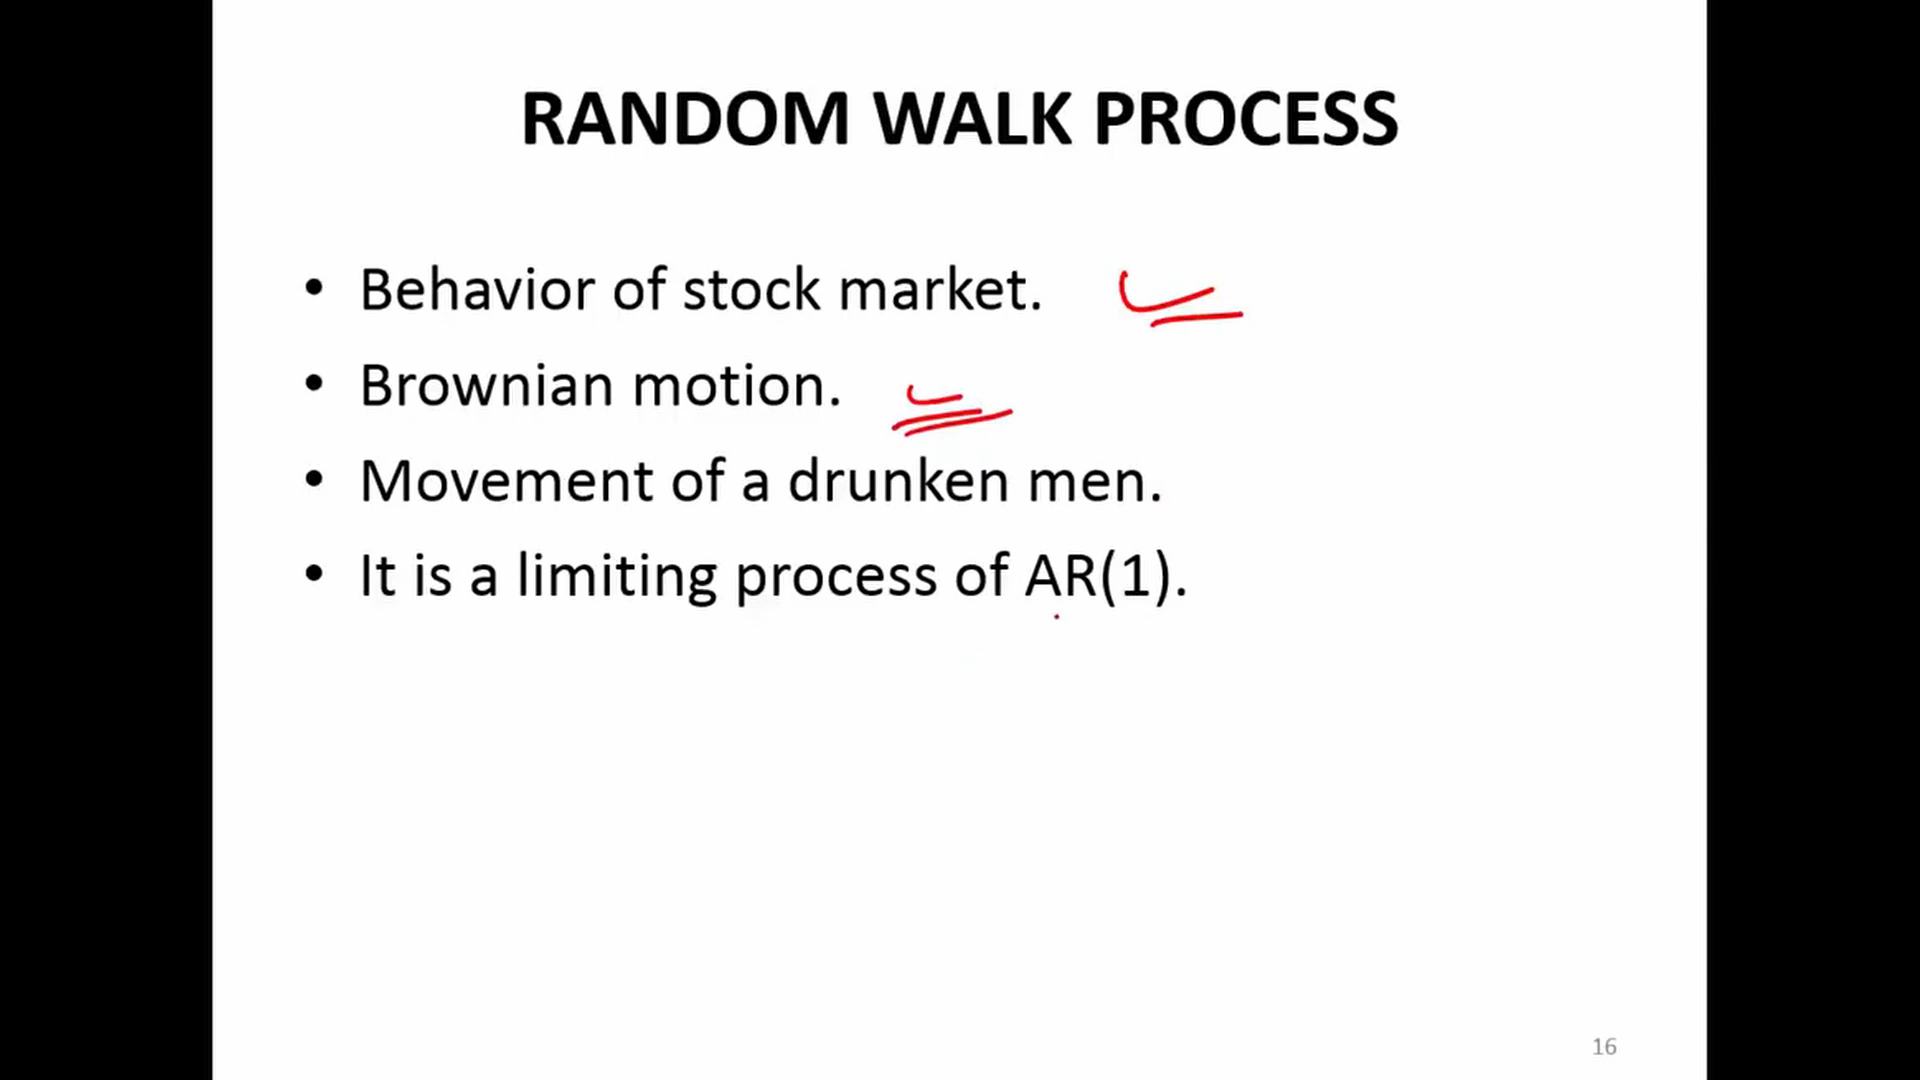 RANDOM WALK PROCESS
• Behavior of stock market.
• Brownian motion.
• Movement of a drunken men.
• It is a limiting process of AR(1).
16